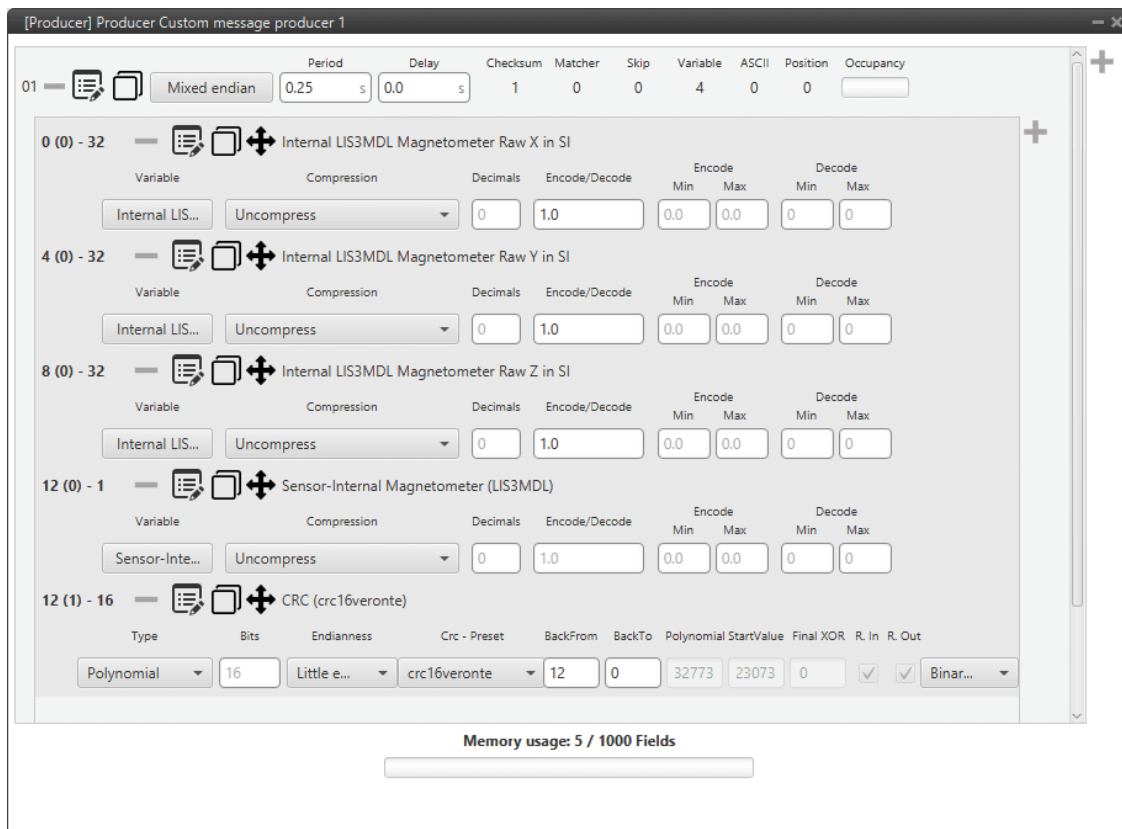 [Producer] Producer Custom message producer 1
Period Delay Checksum Matcher Skip Variable ASCII Position Occupancy
01 Mixed endian 0.25 s 0.0 s 1 0 0 4 0 0
0 (0) - 32 Internal LIS3MDL Magnetometer Raw X in SI
Variable Compression Decimals Encode/Decode Encode Decode
Min Max Min Max
Internal LIS... Uncompress 0 1.0 0.0 0.0 0 0
4 (0) - 32 Internal LIS3MDL Magnetometer Raw Y in SI
Variable Compression Decimals Encode/Decode Encode Decode
Min Max Min Max
Internal LIS... Uncompress 0 1.0 0.0 0.0 0 0
8 (0) - 32 Internal LIS3MDL Magnetometer Raw Z in SI
Variable Compression Decimals Encode/Decode Encode Decode
Min Max Min Max
Internal LIS... Uncompress 0 1.0 0.0 0.0 0 0
12 (0) - 1 Sensor-Internal Magnetometer (LIS3MDL)
Variable Compression Decimals Encode/Decode Encode Decode
Min Max Min Max
Sensor-Inte... Uncompress 0 1.0 0.0 0.0 0 0
12 (1) - 16 CRC (crc16veronte)
Type Bits Endianness Crc - Preset BackFrom BackTo Polynomial StartValue Final XOR R. In R. Out
Polynomial 16 Little e... crc16veronte 12 0 32773 23073 0 Binar...
Memory usage: 5 / 1000 Fields